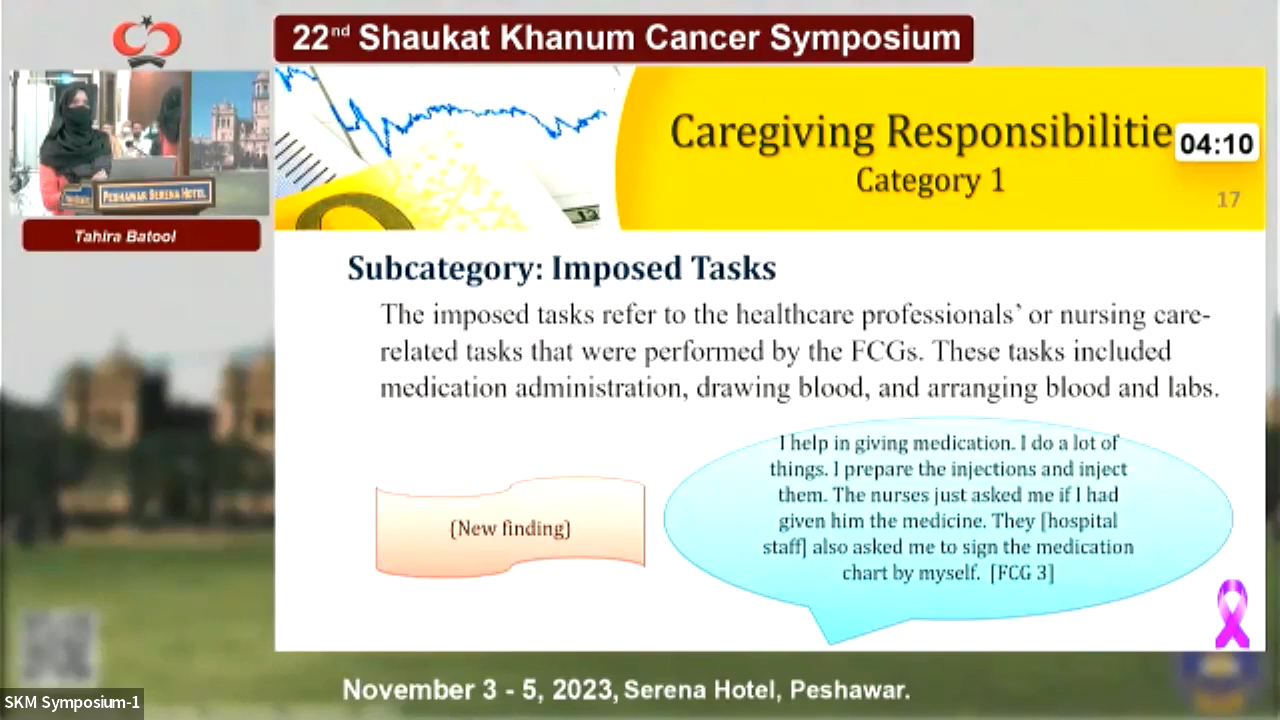 22nd Shaukat Khanum Cancer Symposium
Caregiving Responsibilitie
04:10
Category 1
17
PESHAWAR SERENA HOTEL
Tahira Batool
Subcategory: Imposed Tasks
The imposed tasks refer to the healthcare professionals’ or nursing care-
related tasks that were performed by the FCGs. These tasks included
medication administration, drawing blood, and arranging blood and labs.
(New finding)
I help in giving medication. I do a lot of
things. I prepare the injections and inject
them. The nurses just asked me if I had
given him the medicine. They [hospital
staff] also asked me to sign the medication
chart by myself. [FCG 3]
November 3 - 5, 2023, Serena Hotel, Peshawar.
SKM Symposium-1